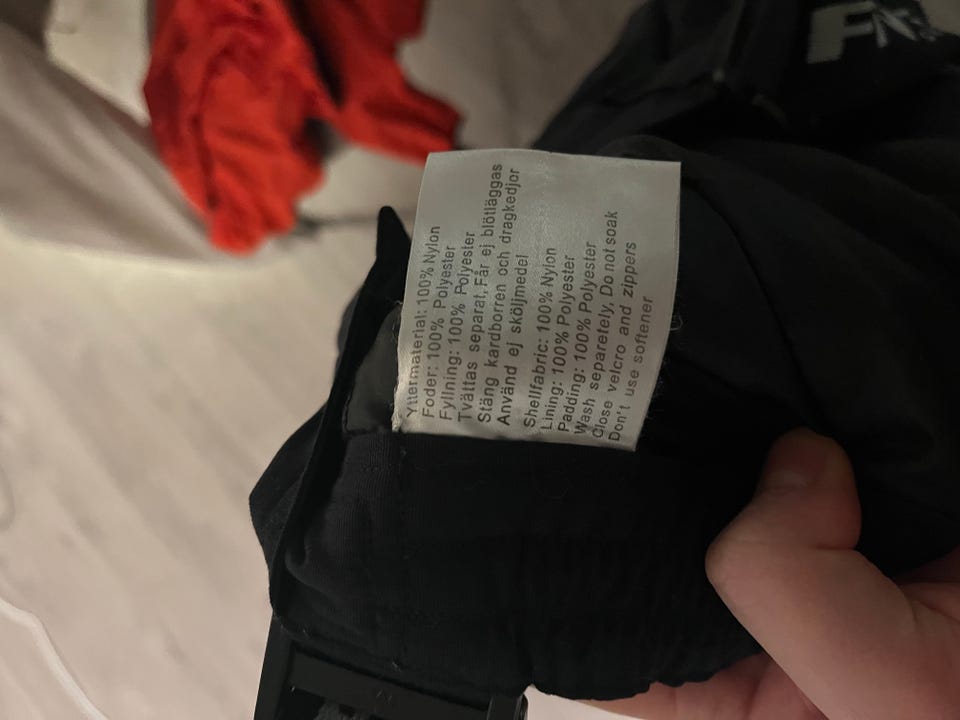 Yttermaterial: 100% Nylon
Foder: 100% Polyester
Fyllning: 100% Polyester
Tvättas separat, Får ej blötläggas
Stäng kardborren och dragkedjor
Använd ej sköljmedel
Shellfabric: 100% Nylon
Lining: 100% Polyester
Padding: 100% Polyester
Wash separetely, Do not soak
Close velcro and zippers
Don't use softener